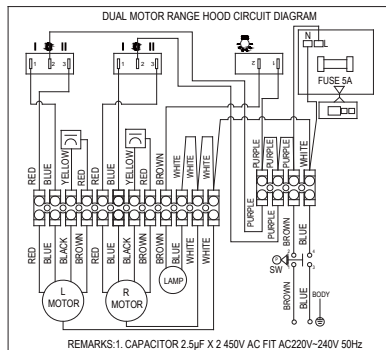 DUAL MOTOR RANGE HOOD CIRCUIT DIAGRAM
I II I II
1 2 3 1 2 3 2 1
N L
FUSE 5A
RED BLUE YELLOW RED RED BLUE YELLOW RED BROWN WHITE WHITE WHITE PURPLE PURPLE PURPLE WHITE
RED BLUE BLACK BROWN RED BLUE BLACK BROWN BLUE WHITE WHITE PURPLE PURPLE BROWN BLUE
L
MOTOR
R
MOTOR
LAMP
SW
BROWN BLUE BODY
REMARKS:1. CAPACITOR 2.5µF X 2 450V AC FIT AC220V~240V 50Hz